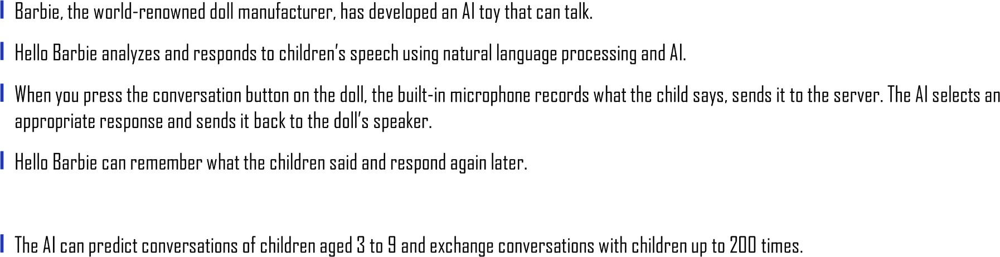 Barbie, the world-renowned doll manufacturer, has developed an AI toy that can talk.
Hello Barbie analyzes and responds to children's speech using natural language processing and AI.
When you press the conversation button on the doll, the built-in microphone records what the child says, sends it to the server. The AI selects an
appropriate response and sends it back to the doll's speaker.
Hello Barbie can remember what the children said and respond again later.
The AI can predict conversations of children aged 3 to 9 and exchange conversations with children up to 200 times.